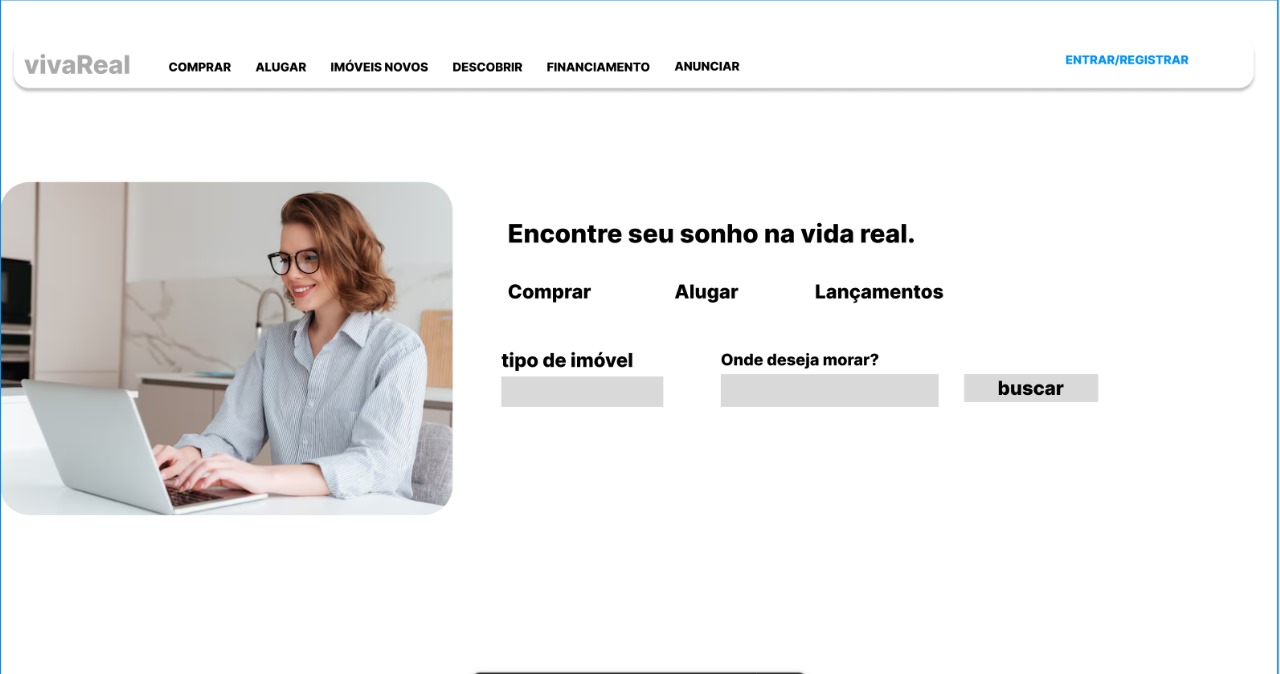 vivaReal COMPRAR ALUGAR IMÓVEIS NOVOS DESCOBRIR FINANCIAMENTO ANUNCIAR ENTRAR/REGISTRAR
Encontre seu sonho na vida real.
Comprar Alugar Lançamentos
tipo de imóvel Onde deseja morar?
buscar